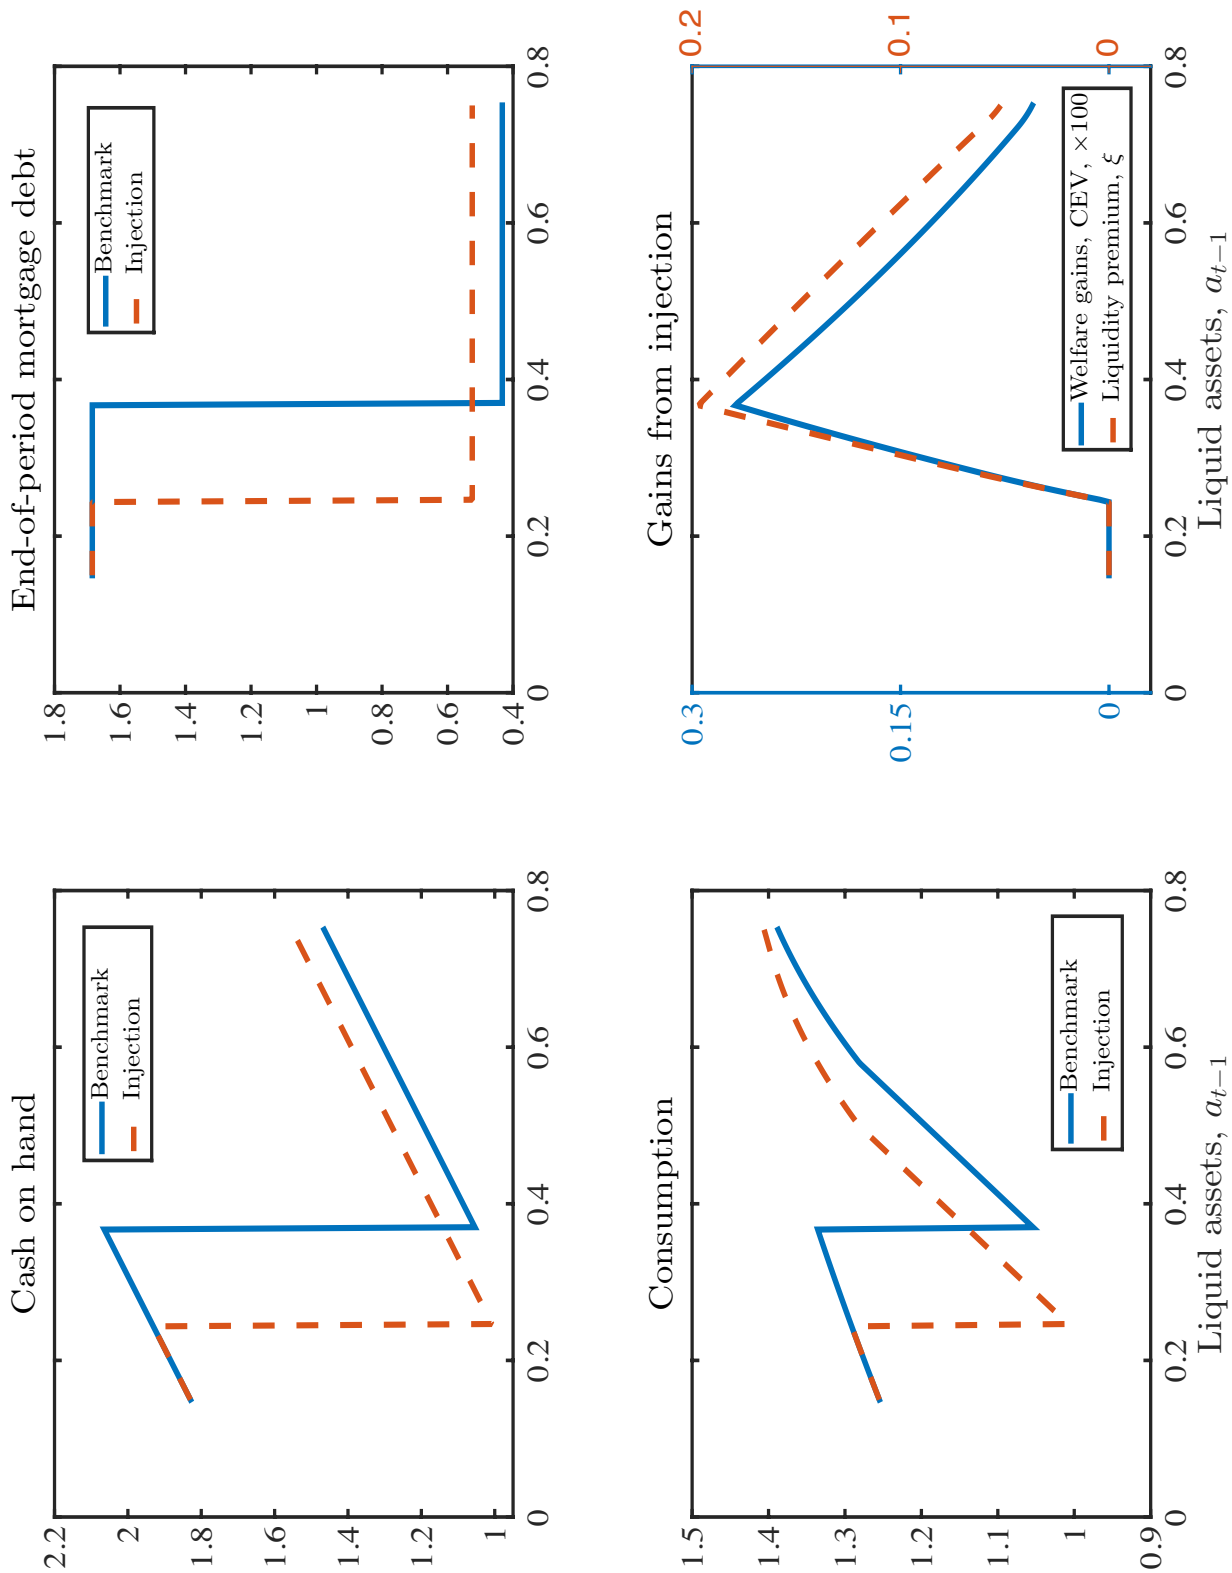 Cash on hand
2.2
2
1.8
1.6
1.4
1.2
1
0 0.2 0.4 0.6 0.8
Benchmark
Injection
End-of-period mortgage debt
1.8
1.6
1.4
1.2
1
0.8
0.6
0.4
0 0.2 0.4 0.6 0.8
Benchmark
Injection
Consumption
1.5
1.4
1.3
1.2
1.1
1
0.9
0 0.2 0.4 0.6 0.8
Liquid assets, a_{t−1}
Benchmark
Injection
Gains from injection
0.3
0.15
0
0.2
0.1
0
0 0.2 0.4 0.6 0.8
Liquid assets, a_{t−1}
Welfare gains, CEV, ×100
Liquidity premium, ξ